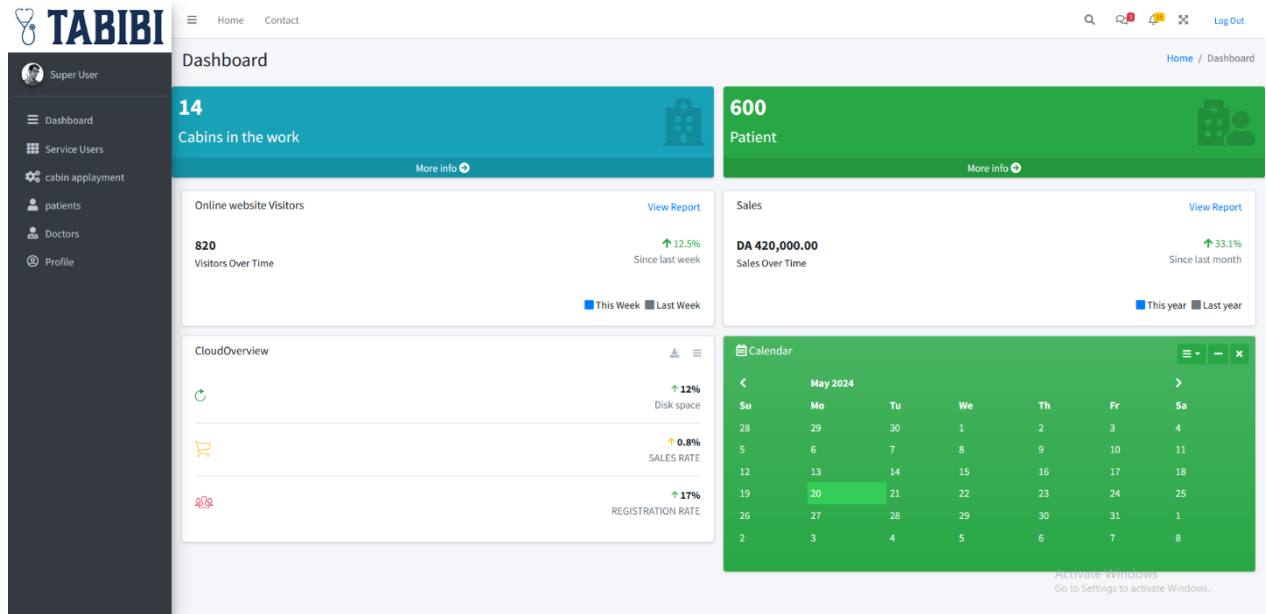 TABIBI
Home Contact
3
15
Log Out
Super User
Dashboard
Service Users
cabin applayment
patients
Doctors
Profile
Dashboard
Home / Dashboard
14
Cabins in the work
More info
600
Patient
More info
Online website Visitors View Report
820 12.5%
Visitors Over Time Since last week
This Week Last Week
Sales View Report
DA 420,000.00 33.1%
Sales Over Time Since last month
This year Last year
CloudOverview
12%
Disk space
0.8%
SALES RATE
17%
REGISTRATION RATE
Calendar
May 2024
Su Mo Tu We Th Fr Sa
28 29 30 1 2 3 4
5 6 7 8 9 10 11
12 13 14 15 16 17 18
19 20 21 22 23 24 25
26 27 28 29 30 31 1
2 3 4 5 6 7 8
Activate Windows
Go to Settings to activate Windows.